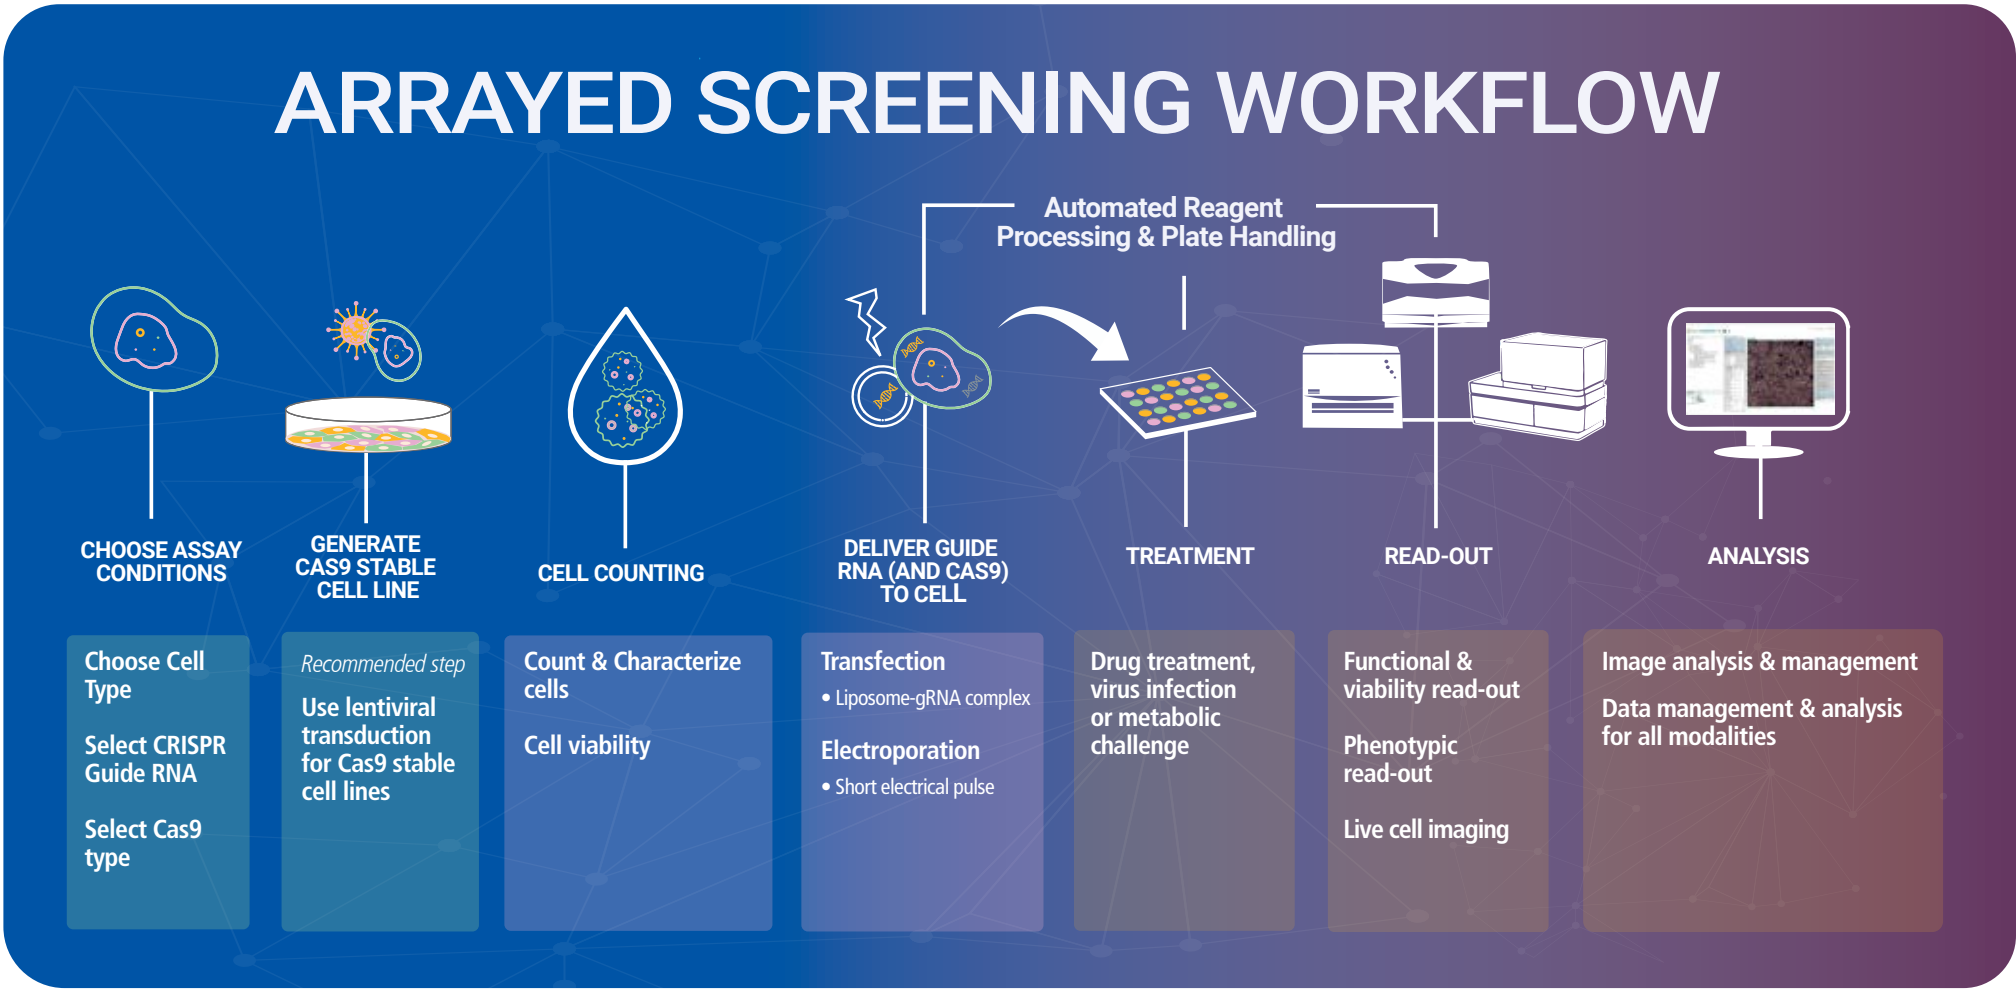 ARRAYED SCREENING WORKFLOW
Automated Reagent
Processing & Plate Handling
CHOOSE ASSAY
CONDITIONS
GENERATE
CAS9 STABLE
CELL LINE
CELL COUNTING
DELIVER GUIDE
RNA (AND CAS9)
TO CELL
TREATMENT
READ-OUT
ANALYSIS
Choose Cell
Type
Select CRISPR
Guide RNA
Select Cas9
type
Recommended step
Use lentiviral
transduction
for Cas9 stable
cell lines
Count & Characterize
cells
Cell viability
Transfection
• Liposome-gRNA complex
Electroporation
• Short electrical pulse
Drug treatment,
virus infection
or metabolic
challenge
Functional &
viability read-out
Phenotypic
read-out
Live cell imaging
Image analysis & management
Data management & analysis
for all modalities